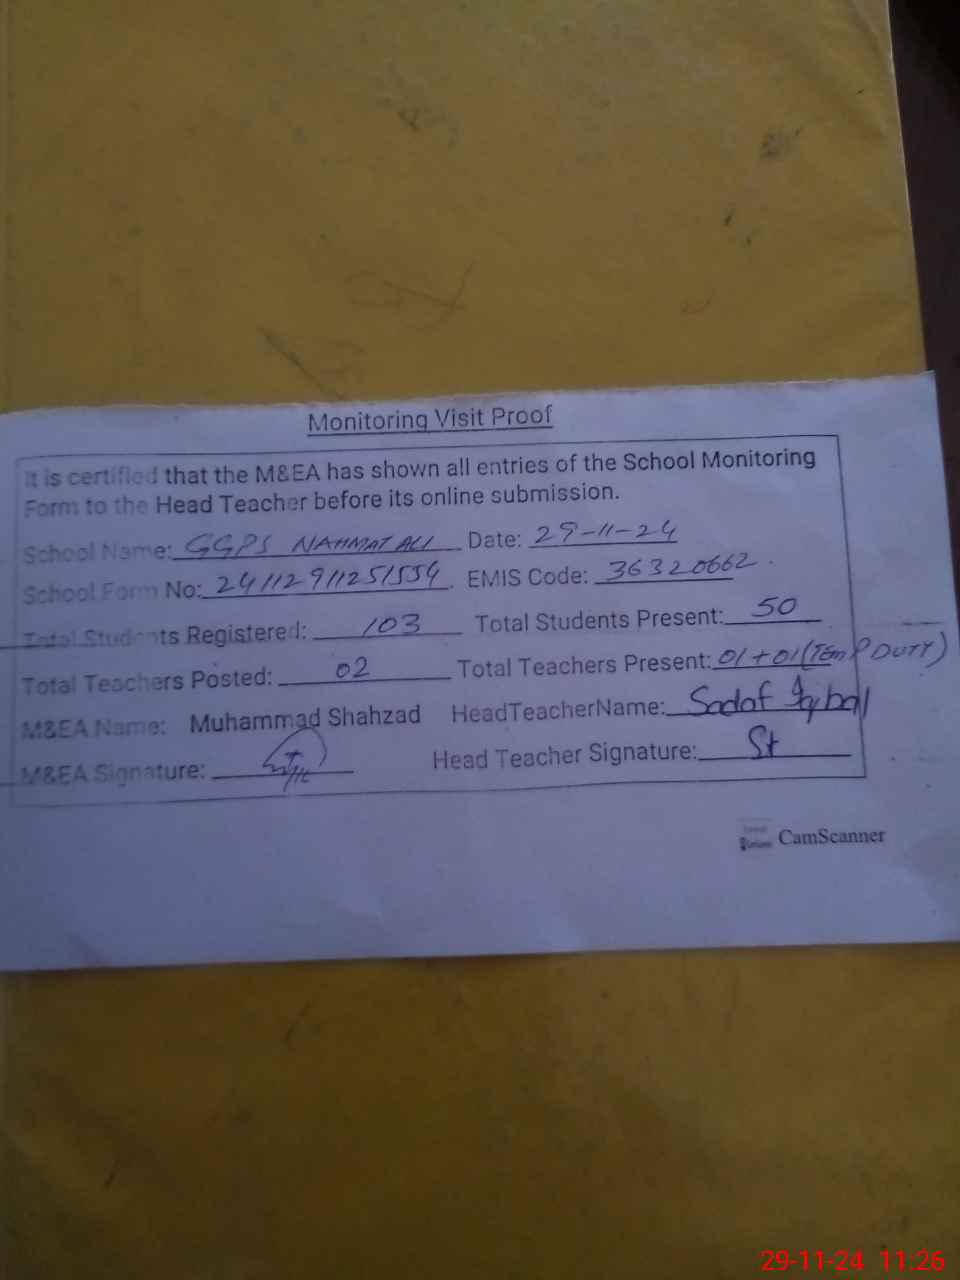 Monitoring Visit Proof
It is certified that the M&EA has shown all entries of the School Monitoring
Form to the Head Teacher before its online submission.
School Name: GGPS NAHMAT ALI Date: 29-11-24
School Form No: 24112911251554 EMIS Code: 36320662
Total Students Registered: 103 Total Students Present: 50
Total Teachers Posted: 02 Total Teachers Present: 01+01(TEMP DUTY)
M&EA Name: Muhammad Shahzad HeadTeacherName: Sadaf Iqbal
M&EA Signature: Head Teacher Signature:
CamScanner
29-11-24 11:26